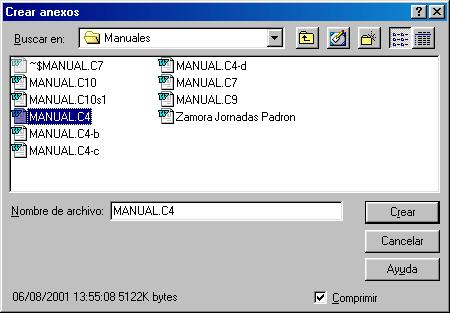 Crear anexos
Buscar en: Manuales
~$MANUAL.C7
MANUAL.C10
MANUAL.C10s1
MANUAL.C4
MANUAL.C4-b
MANUAL.C4-c
MANUAL.C4-d
MANUAL.C7
MANUAL.C9
Zamora Jornadas Padron
Nombre de archivo: MANUAL.C4
Crear
Cancelar
Ayuda
06/08/2001 13:55:08 5122K bytes
Comprimir